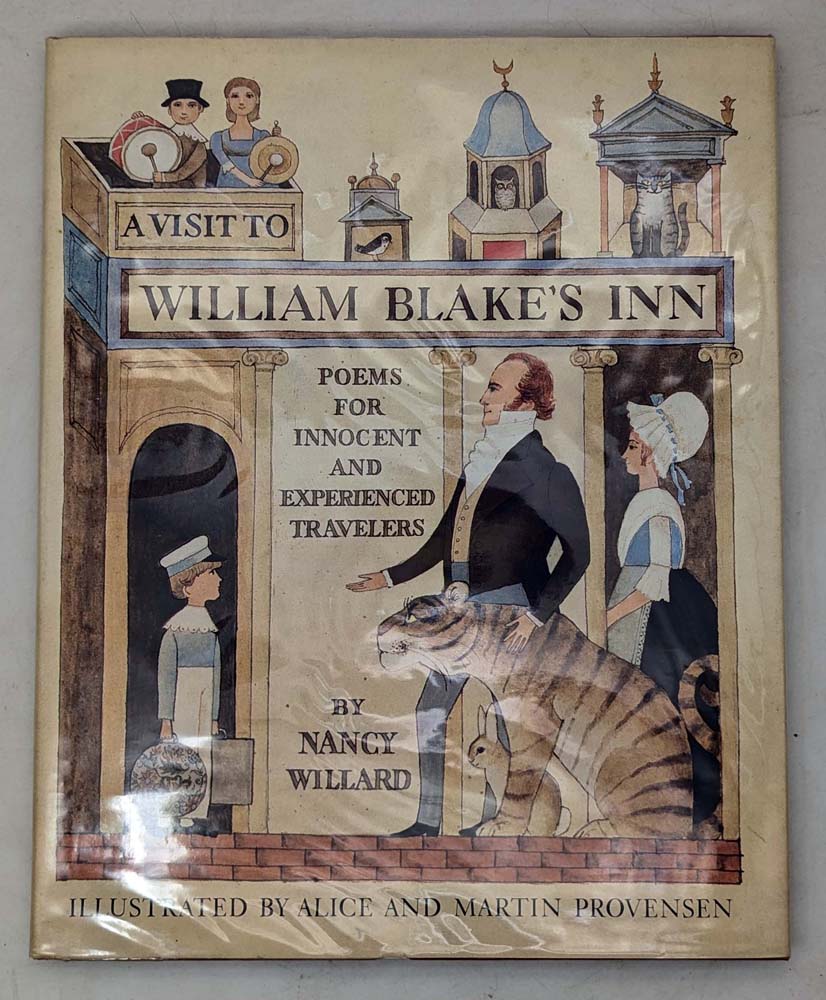 A VISIT TO
WILLIAM BLAKE'S INN
POEMS
FOR
INNOCENT
AND
EXPERIENCED
TRAVELERS
BY
NANCY
WILLARD
ILLUSTRATED BY ALICE AND MARTIN PROVENSEN